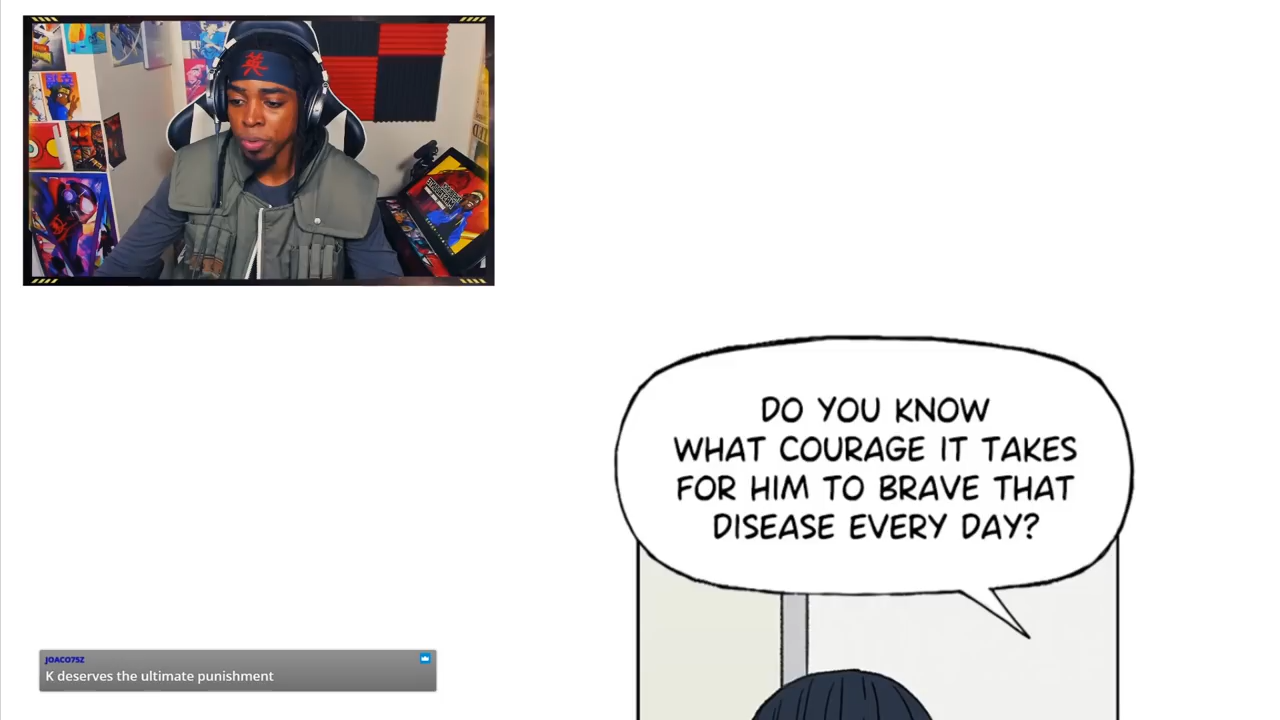 英
DO YOU KNOW
WHAT COURAGE IT TAKES
FOR HIM TO BRAVE THAT
DISEASE EVERY DAY?
JOACO75Z
K deserves the ultimate punishment